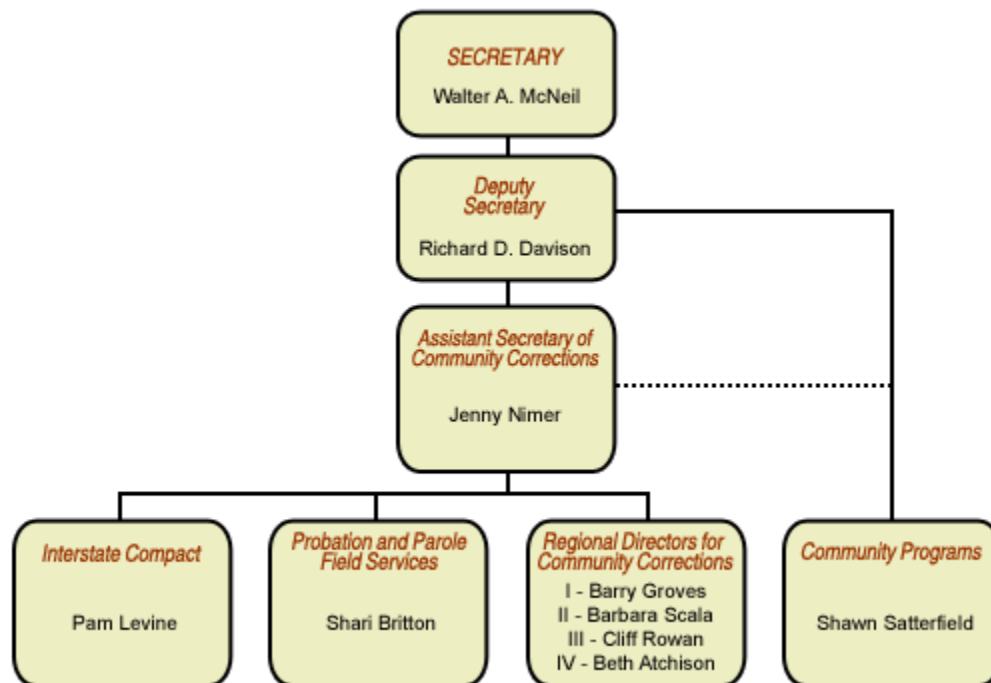 SECRETARY
Walter A. McNeil
Deputy
Secretary
Richard D. Davison
Assistant Secretary of
Community Corrections
Jenny Nimer
Interstate Compact
Pam Levine
Probation and Parole
Field Services
Shari Britton
Regional Directors for
Community Corrections
I - Barry Groves
II - Barbara Scala
III - Cliff Rowan
IV - Beth Atchison
Community Programs
Shawn Satterfield